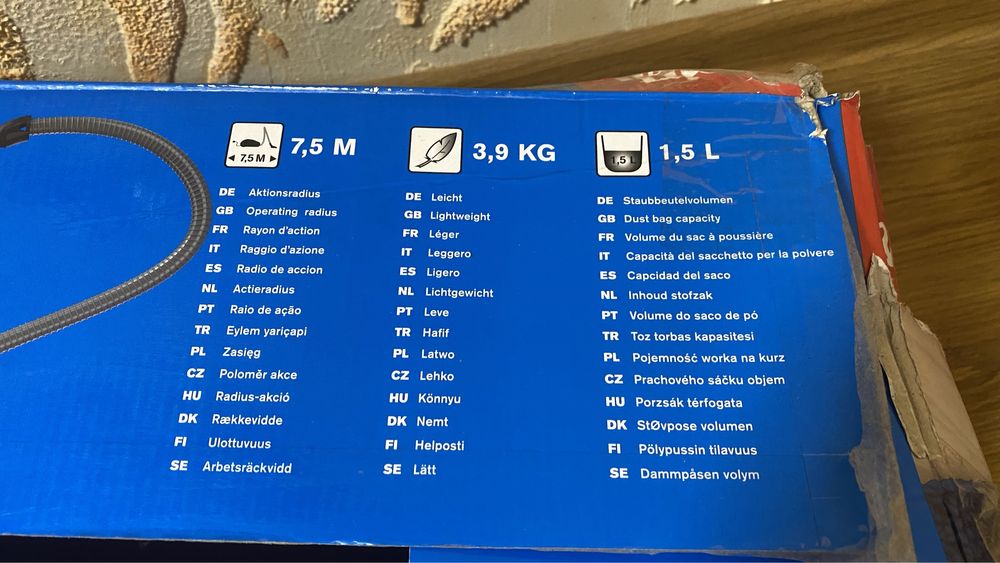 7,5 M
7,5 M
DE Aktionsradius
GB Operating radius
FR Rayon d'action
IT Raggio d'azione
ES Radio de accion
NL Actieradius
PT Raio de ação
TR Eylem yariçapi
PL Zasięg
CZ Poloměr akce
HU Radius-akció
DK Rækkevidde
FI Ulottuvuus
SE Arbetsräckvidd
3,9 KG
DE Leicht
GB Lightweight
FR Léger
IT Leggero
ES Ligero
NL Lichtgewicht
PT Leve
TR Hafif
PL Latwo
CZ Lehko
HU Könnyu
DK Nemt
FI Helposti
SE Lätt
1,5 L
1,5 L
DE Staubbeutelvolumen
GB Dust bag capacity
FR Volume du sac à poussière
IT Capacità del sacchetto per la polvere
ES Capcidad del saco
NL Inhoud stofzak
PT Volume do saco de pó
TR Toz torbas kapasitesi
PL Pojemność worka na kurz
CZ Prachového sáčku objem
HU Porzsák térfogata
DK StØvpose volumen
FI Pölypussin tilavuus
SE Dammpåsen volym